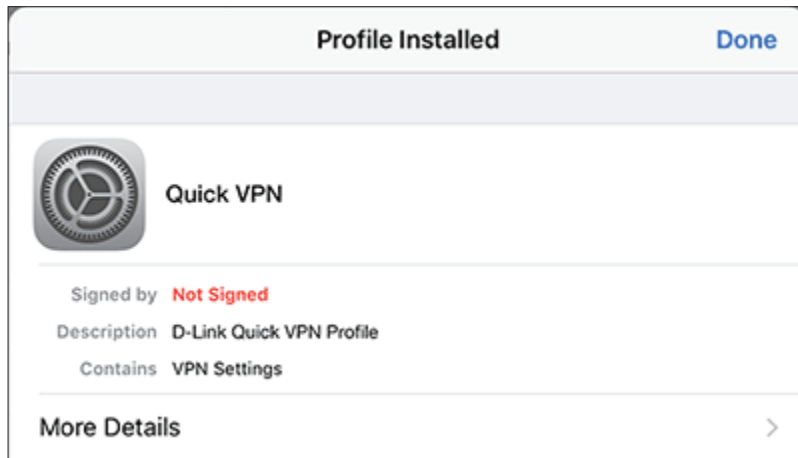 Profile Installed
Done
Quick VPN
Signed by Not Signed
Description D-Link Quick VPN Profile
Contains VPN Settings
More Details